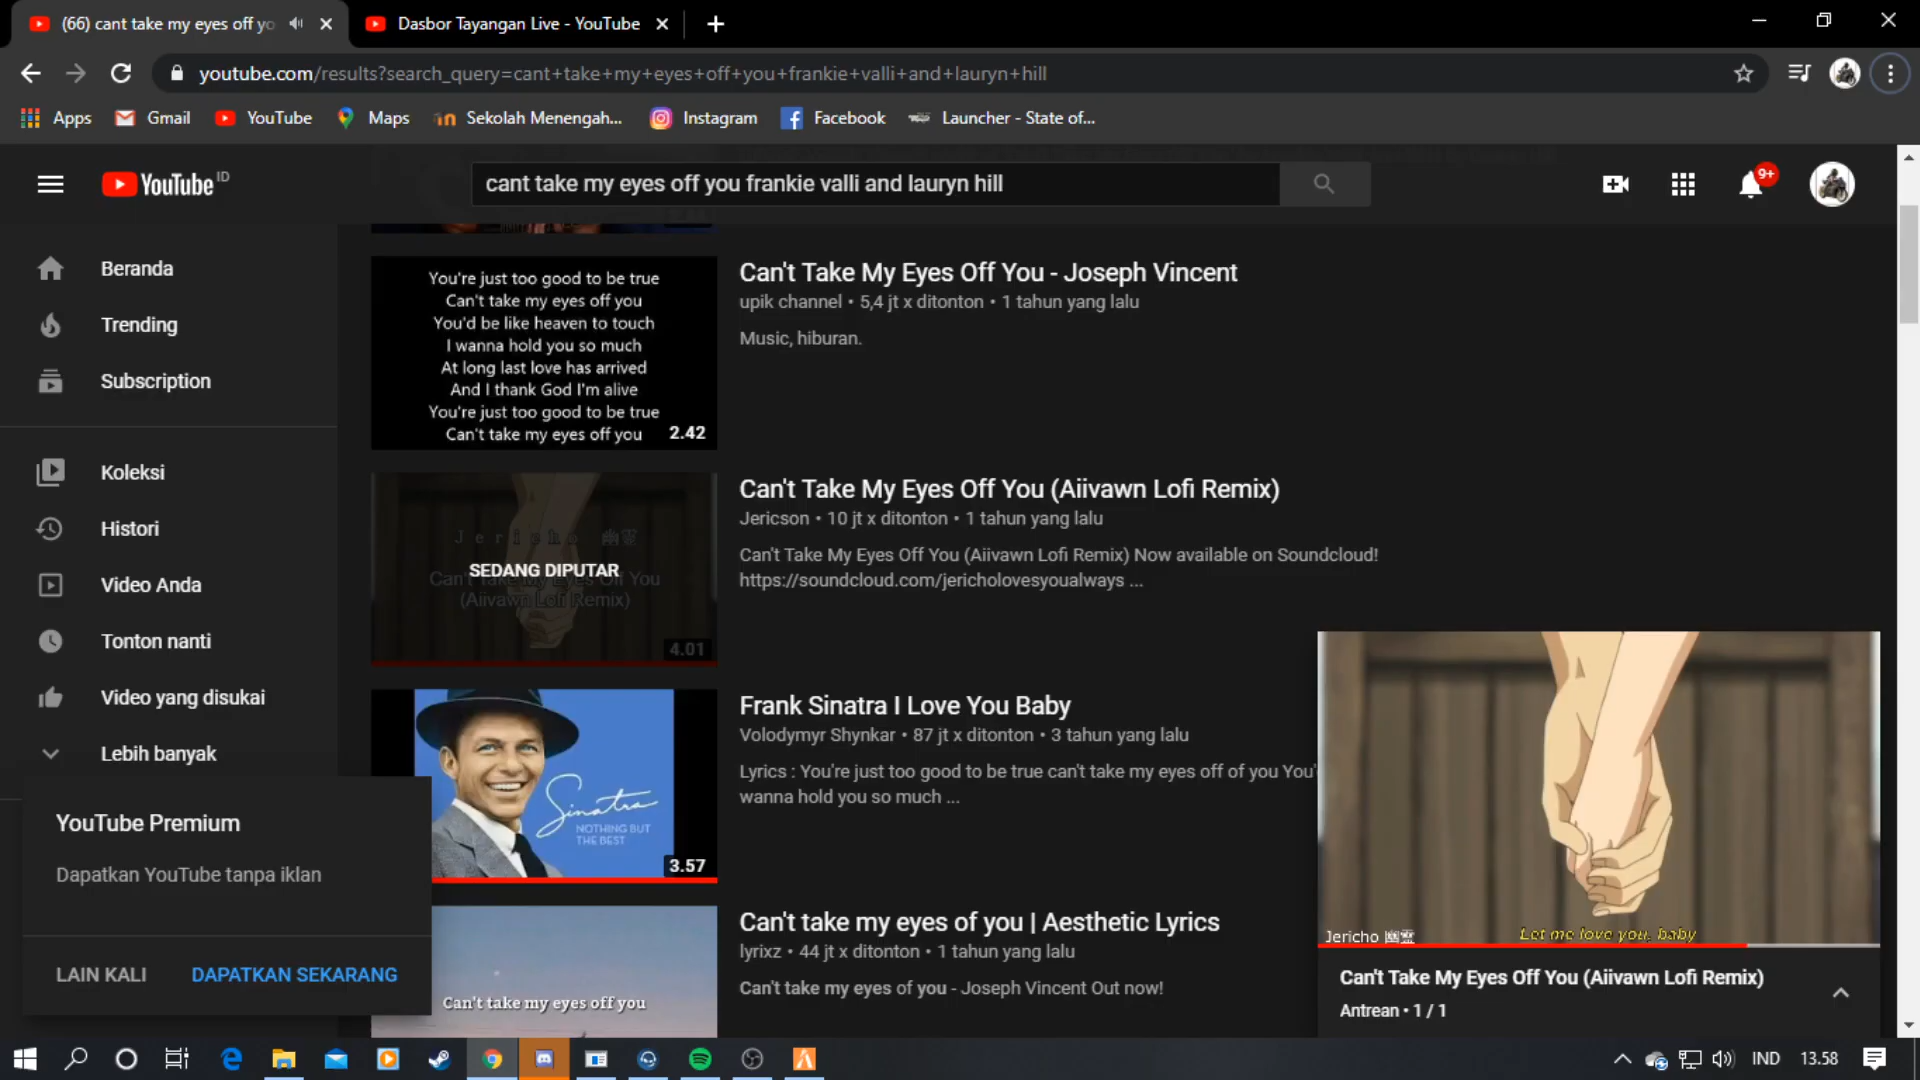 (66) cant take my eyes off yo
Dasbor Tayangan Live - YouTube
youtube.com/results?search_query=cant+take+my+eyes+off+you+frankie+valli+and+lauryn+hill
Apps
Gmail
YouTube
Maps
Sekolah Menengah...
Instagram
Facebook
Launcher - State of...
YouTube ID
cant take my eyes off you frankie valli and lauryn hill
9+
Beranda
Trending
Subscription
Koleksi
Histori
Video Anda
Tonton nanti
Video yang disukai
Lebih banyak
YouTube Premium
Dapatkan YouTube tanpa iklan
LAIN KALI
DAPATKAN SEKARANG
You're just too good to be true
Can't take my eyes off you
You'd be like heaven to touch
I wanna hold you so much
At long last love has arrived
And I thank God I'm alive
You're just too good to be true
Can't take my eyes off you
2.42
Can't Take My Eyes Off You - Joseph Vincent
upik channel • 5,4 jt x ditonton • 1 tahun yang lalu
Music, hiburan.
Jericho 幽霊
SEDANG DIPUTAR
Can't Take My Eyes Off You
(Aiivawn Lofi Remix)
4.01
Can't Take My Eyes Off You (Aiivawn Lofi Remix)
Jericson • 10 jt x ditonton • 1 tahun yang lalu
Can't Take My Eyes Off You (Aiivawn Lofi Remix) Now available on Soundcloud!
https://soundcloud.com/jericholovesyoualways ...
Sinatra
NOTHING BUT
THE BEST
3.57
Frank Sinatra I Love You Baby
Volodymyr Shynkar • 87 jt x ditonton • 3 tahun yang lalu
Lyrics : You're just too good to be true can't take my eyes off of you You'
wanna hold you so much ...
Can't take my eyes off you
Can't take my eyes of you | Aesthetic Lyrics
lyrixz • 44 jt x ditonton • 1 tahun yang lalu
Can't take my eyes of you - Joseph Vincent Out now!
Jericho 幽霊
Let me love you, baby
Can't Take My Eyes Off You (Aiivawn Lofi Remix)
Antrean • 1 / 1
IND
13.58